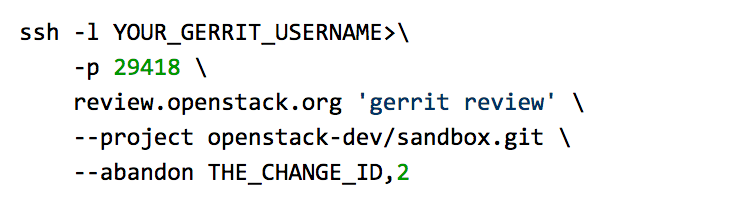 ssh -l YOUR_GERRIT_USERNAME>\
-p 29418 \
review.openstack.org 'gerrit review' \
--project openstack-dev/sandbox.git \
--abandon THE_CHANGE_ID,2